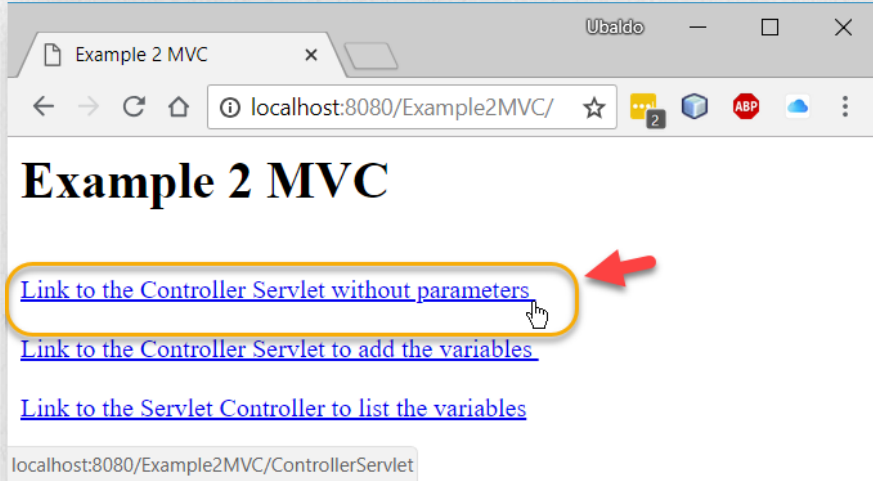 Ubaldo
Example 2 MVC
localhost:8080/Example2MVC/
2
ABP
Example 2 MVC
Link to the Controller Servlet without parameters
Link to the Controller Servlet to add the variables
Link to the Servlet Controller to list the variables
localhost:8080/Example2MVC/ControllerServlet